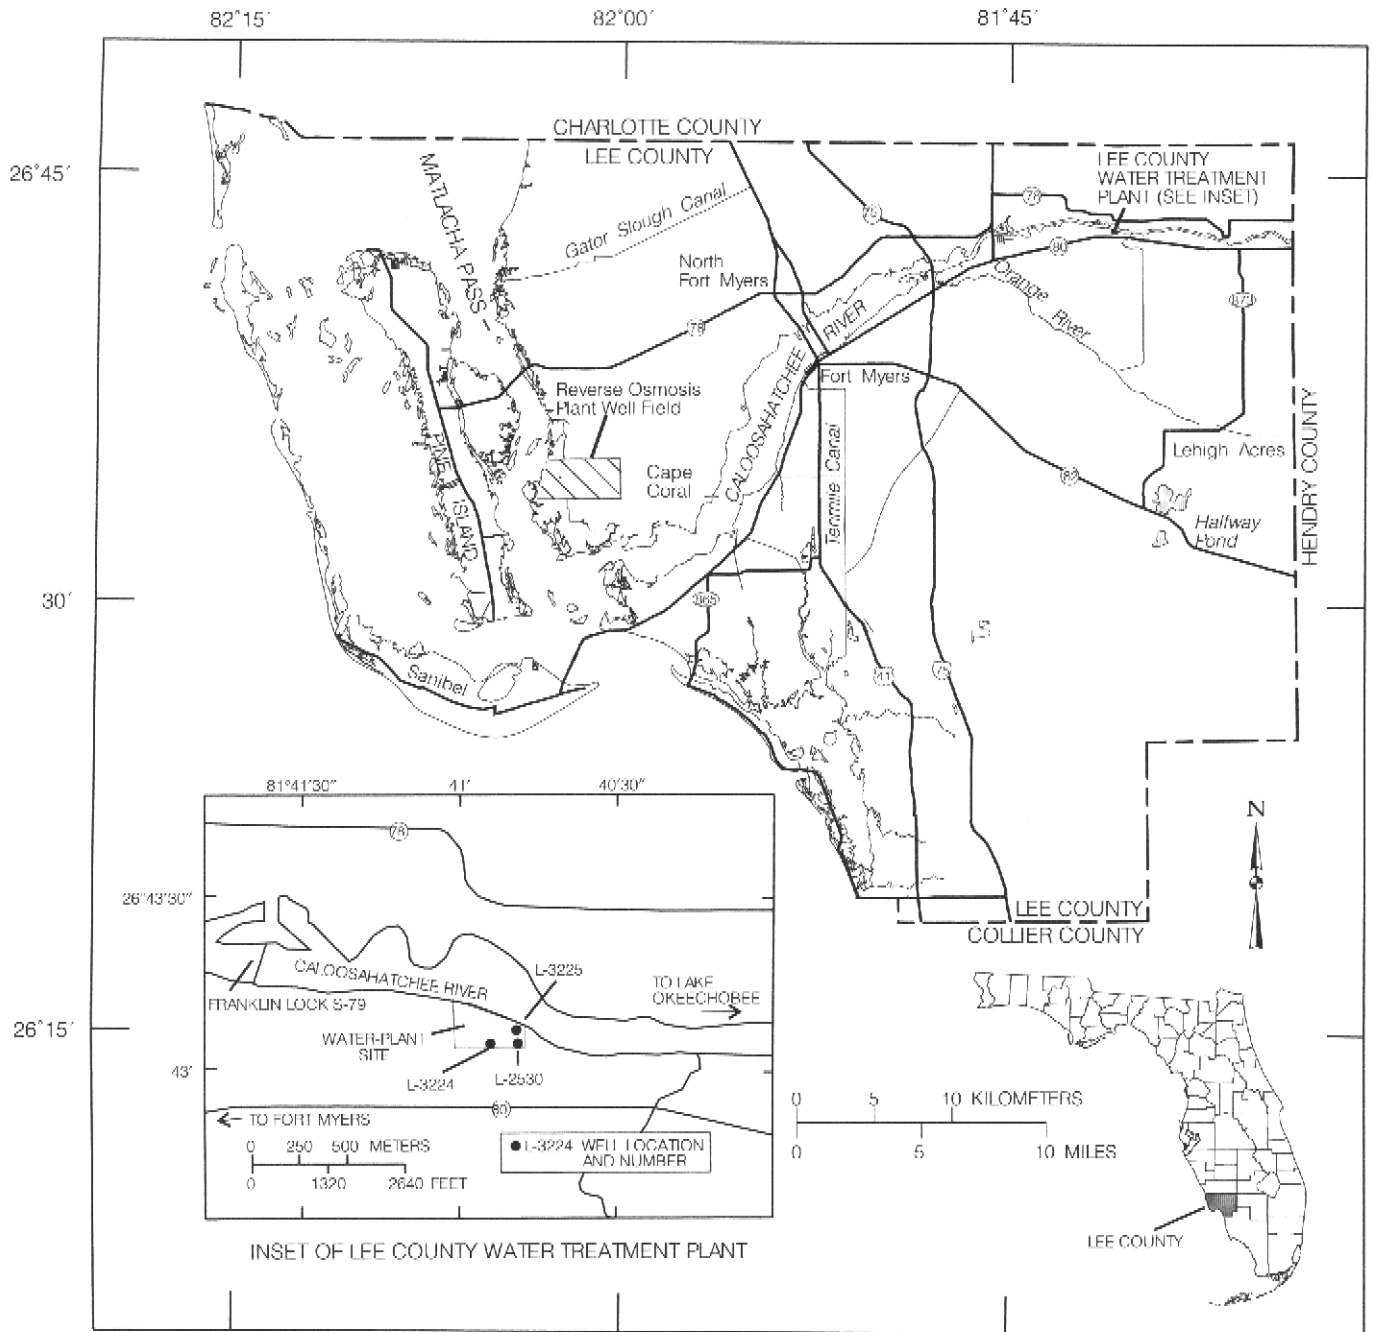 82°15′
82°00′
81°45′
26°45′
30′
26°15′
CHARLOTTE COUNTY
LEE COUNTY
LEE COUNTY
WATER TREATMENT
PLANT (SEE INSET)
MATLACHA PASS
Gator Slough Canal
78
75
North
Fort Myers
80
Orange River
78
CALOOSAHATCHEE RIVER
Fort Myers
Reverse Osmosis
Plant Well Field
Cape
Coral
Tenmile Canal
82
Lehigh Acres
Halfway
Pond
HENDRY COUNTY
PINE ISLAND
865
Sanibel
41
75
LEE COUNTY
COLLIER COUNTY
N
81°41′30″
41′
40′30″
78
26°43′30″
CALOOSAHATCHEE RIVER
L-3225
TO LAKE
OKEECHOBEE
FRANKLIN LOCK S-79
WATER-PLANT
SITE
L-3224
L-2530
43′
80
TO FORT MYERS
0 250 500 METERS
0 1320 2640 FEET
L-3224 WELL LOCATION
AND NUMBER
INSET OF LEE COUNTY WATER TREATMENT PLANT
0 5 10 KILOMETERS
0 5 10 MILES
LEE COUNTY